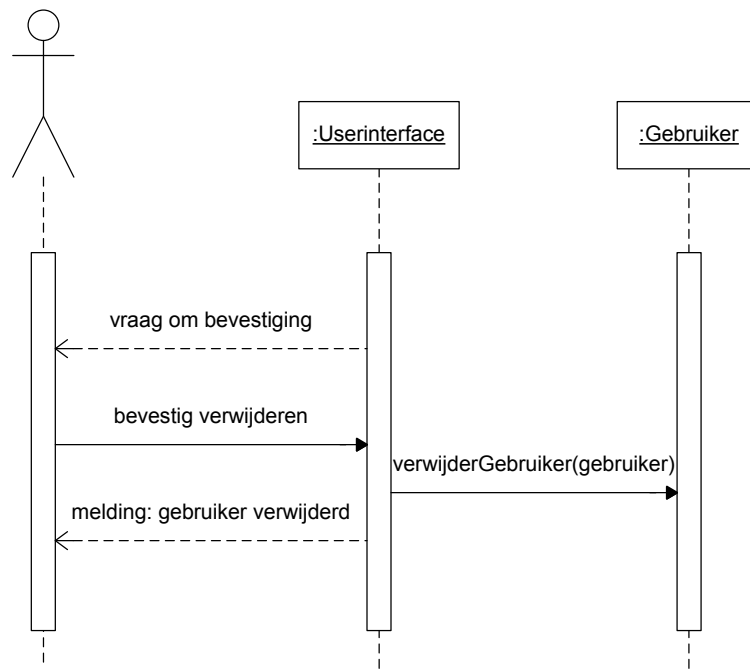 :Userinterface
:Gebruiker
vraag om bevestiging
bevestig verwijderen
verwijderGebruiker(gebruiker)
melding: gebruiker verwijderd